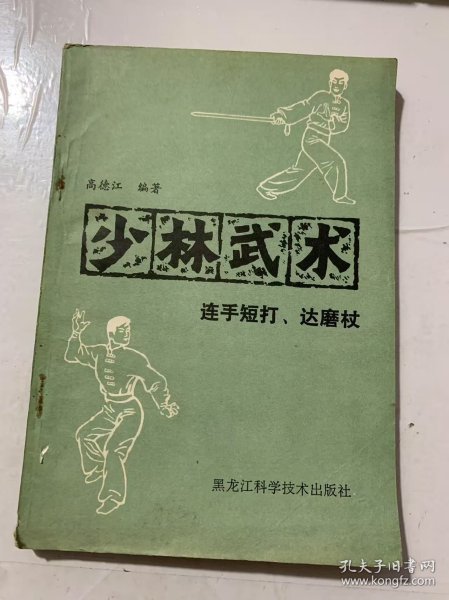 高德江 编著
少林武术
连手短打、达磨杖
黑龙江科学技术出版社
孔夫子旧书网
www.kongfz.com